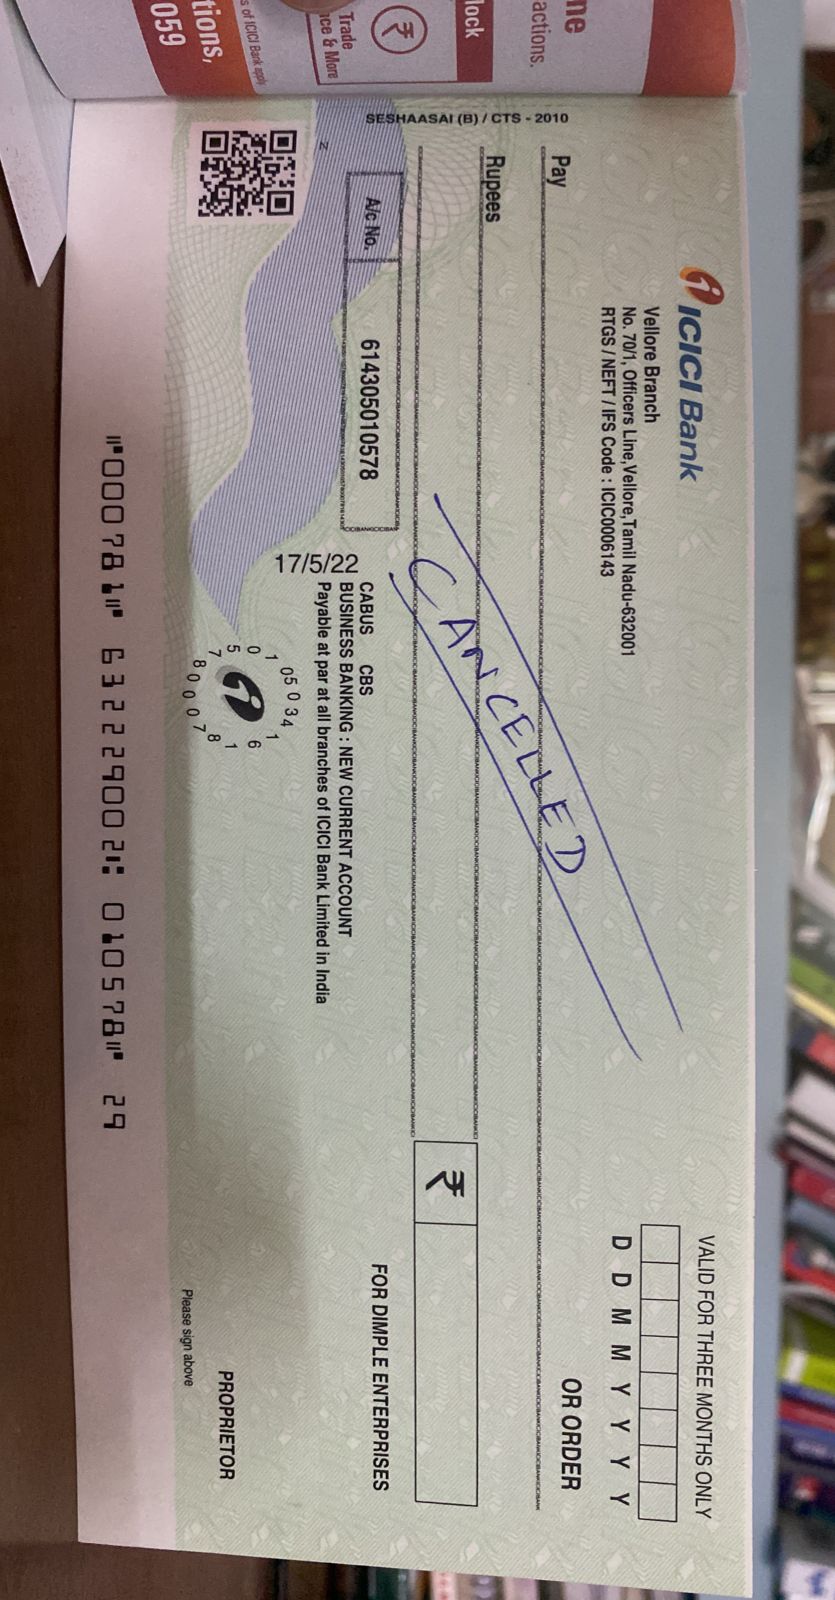 ne
actions.
lock
₹
Trade
ce & More
s of ICICI Bank apply
tions,
059
SESHAASAI (B) / CTS - 2010
ICICI Bank
Vellore Branch
No. 70/1, Officers Line,Vellore,Tamil Nadu-632001
RTGS / NEFT / IFS Code : ICIC0006143
VALID FOR THREE MONTHS ONLY
D D M M Y Y Y Y
Pay
OR ORDER
Rupees
CANCELLED
₹
A/c No.
614305010578
17/5/22
CABUS CBS
BUSINESS BANKING : NEW CURRENT ACCOUNT
Payable at par at all branches of ICICI Bank Limited in India
FOR DIMPLE ENTERPRISES
PROPRIETOR
Please sign above
⑈000781⑈ 632229002⑆ 010578⑈ 29